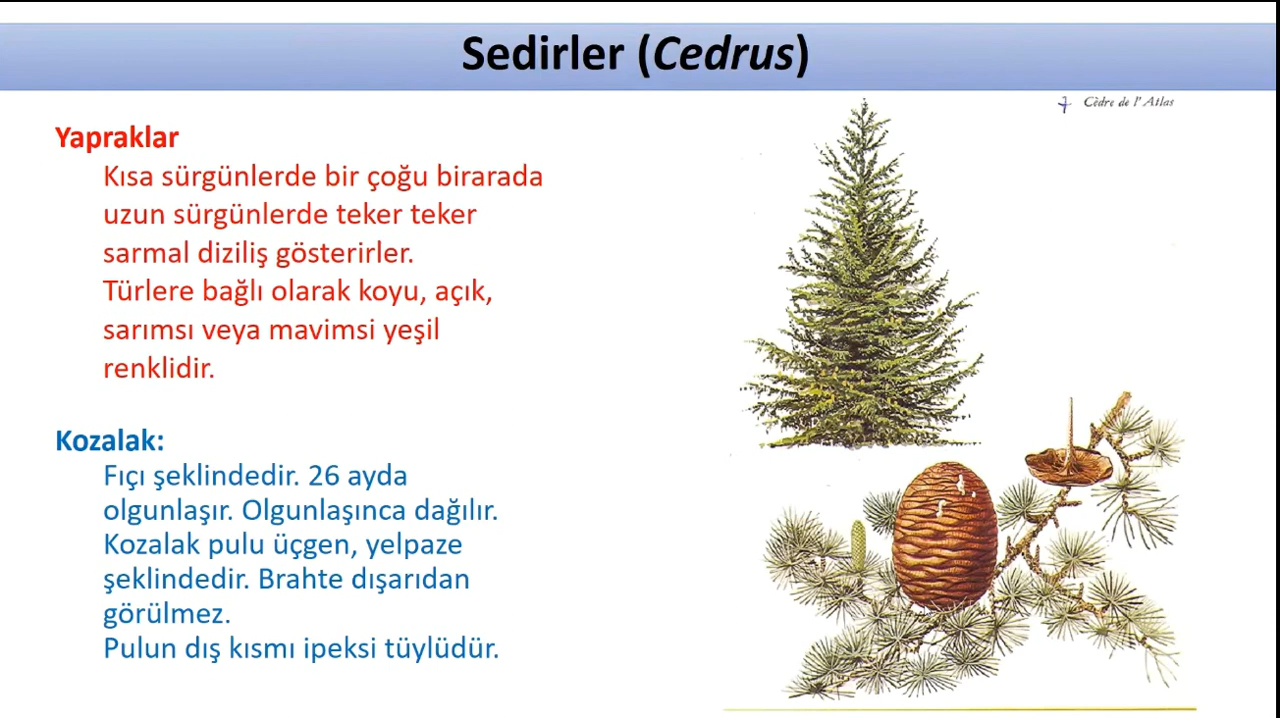 Sedirler (Cedrus)
7 Cèdre de l' Atlas
Yapraklar
Kısa sürgünlerde bir çoğu birarada
uzun sürgünlerde teker teker
sarmal diziliş gösterirler.
Türlere bağlı olarak koyu, açık,
sarımsı veya mavimsi yeşil
renklidir.
Kozalak:
Fıçı şeklindedir. 26 ayda
olgunlaşır. Olgunlaşınca dağılır.
Kozalak pulu üçgen, yelpaze
şeklindedir. Brahte dışarıdan
görülmez.
Pulun dış kısmı ipeksi tüylüdür.